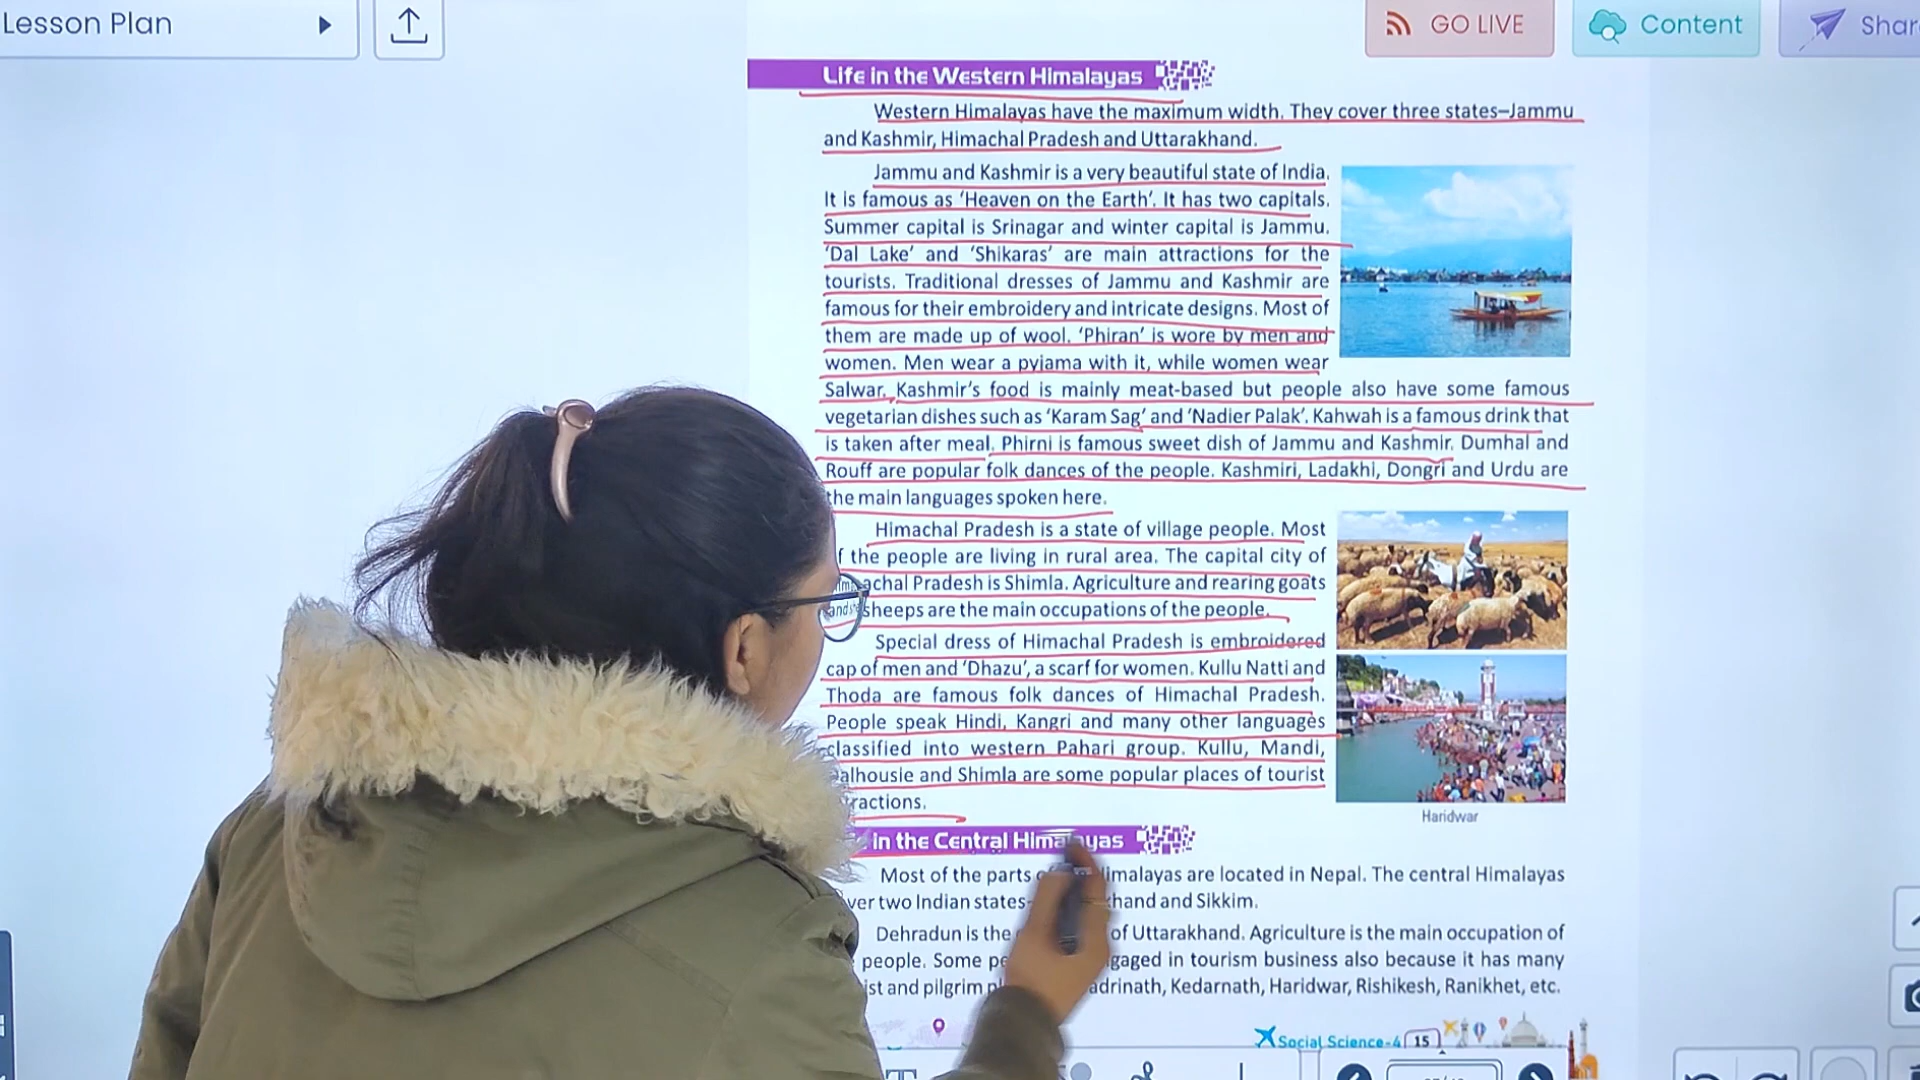 Lesson Plan
GO LIVE
Content
Shar
Life in the Western Himalayas
Western Himalayas have the maximum width. They cover three states–Jammu
and Kashmir, Himachal Pradesh and Uttarakhand.
Jammu and Kashmir is a very beautiful state of India.
It is famous as ‘Heaven on the Earth’. It has two capitals.
Summer capital is Srinagar and winter capital is Jammu.
‘Dal Lake’ and ‘Shikaras’ are main attractions for the
tourists. Traditional dresses of Jammu and Kashmir are
famous for their embroidery and intricate designs. Most of
them are made up of wool. ‘Phiran’ is wore by men and
women. Men wear a pyjama with it, while women wear
Salwar. Kashmir’s food is mainly meat-based but people also have some famous
vegetarian dishes such as ‘Karam Sag’ and ‘Nadier Palak’. Kahwah is a famous drink that
is taken after meal. Phirni is famous sweet dish of Jammu and Kashmir. Dumhal and
Rouff are popular folk dances of the people. Kashmiri, Ladakhi, Dongri and Urdu are
the main languages spoken here.
Himachal Pradesh is a state of village people. Most
f the people are living in rural area. The capital city of
achal Pradesh is Shimla. Agriculture and rearing goats
sheeps are the main occupations of the people.
Special dress of Himachal Pradesh is embroidered
cap of men and ‘Dhazu’, a scarf for women. Kullu Natti and
Thoda are famous folk dances of Himachal Pradesh.
People speak Hindi, Kangri and many other languages
classified into western Pahari group. Kullu, Mandi,
alhousie and Shimla are some popular places of tourist
ractions.
Haridwar
in the Central Himalayas
Most of the parts imalayas are located in Nepal. The central Himalayas
ver two Indian states– khand and Sikkim.
Dehradun is the of Uttarakhand. Agriculture is the main occupation of
people. Some pe gaged in tourism business also because it has many
ist and pilgrim pl adrinath, Kedarnath, Haridwar, Rishikesh, Ranikhet, etc.
Social Science-4 15